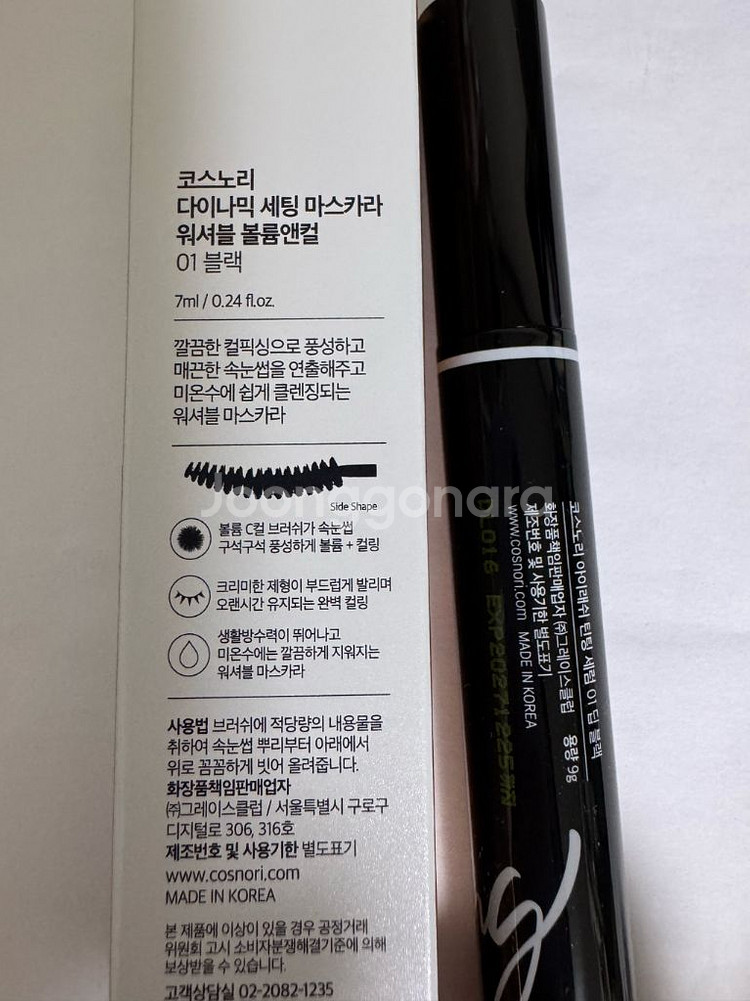 코스노리
다이나믹 세팅 마스카라
워셔블 볼륨앤컬
01 블랙
7ml / 0.24 fl.oz.
깔끔한 컬픽싱으로 풍성하고
매끈한 속눈썹을 연출해주고
미온수에 쉽게 클렌징되는
워셔블 마스카라
Side Shape
볼륨 C컬 브러쉬가 속눈썹
구석구석 풍성하게 볼륨 + 컬링
크리미한 제형이 부드럽게 발리며
오랜시간 유지되는 완벽 컬링
생활방수력이 뛰어나고
미온수에는 깔끔하게 지워지는
워셔블 마스카라
사용법 브러쉬에 적당량의 내용물을
취하여 속눈썹 뿌리부터 아래에서
위로 꼼꼼하게 빗어 올려줍니다.
화장품책임판매업자
(주)그레이스클럽 / 서울특별시 구로구
디지털로 306, 316호
제조번호 및 사용기한 별도표기
www.cosnori.com
MADE IN KOREA
본 제품에 이상이 있을 경우 공정거래
위원회 고시 소비자분쟁해결기준에 의해
보상받을 수 있습니다.
고객상담실 02-2082-1235
코스노리 아이래쉬 틴팅 세럼 01 딥 블랙
화장품책임판매업자 (주)그레이스클럽 용량 9g
제조번호 및 사용기한 별도표기
www.cosnori.com MADE IN KOREA
EXP20271225까지
Joonggonara